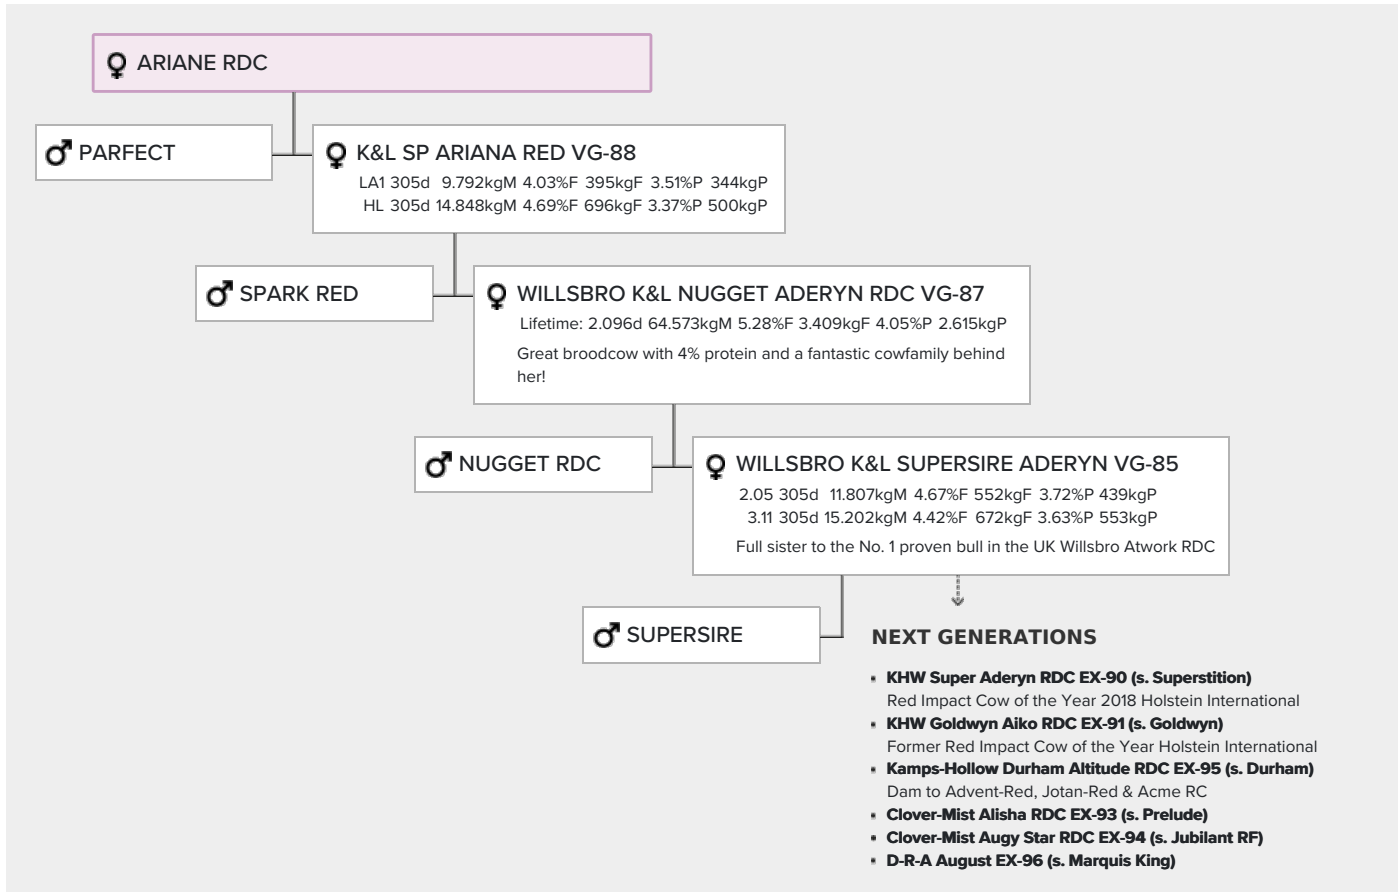 ARIANE RDC
PARFECT
K&L SP ARIANA RED VG-88
LA1 305d 9.792kgM 4.03%F 395kgF 3.51%P 344kgP
HL 305d 14.848kgM 4.69%F 696kgF 3.37%P 500kgP
SPARK RED
WILLSBRO K&L NUGGET ADERYN RDC VG-87
Lifetime: 2.096d 64.573kgM 5.28%F 3.409kgF 4.05%P 2.615kgP
Great broodcow with 4% protein and a fantastic cowfamily behind
her!
NUGGET RDC
WILLSBRO K&L SUPERSIRE ADERYN VG-85
2.05 305d 11.807kgM 4.67%F 552kgF 3.72%P 439kgP
3.11 305d 15.202kgM 4.42%F 672kgF 3.63%P 553kgP
Full sister to the No. 1 proven bull in the UK Willsbro Atwork RDC
SUPERSIRE
NEXT GENERATIONS
▪ KHW Super Aderyn RDC EX-90 (s. Superstition)
Red Impact Cow of the Year 2018 Holstein International
▪ KHW Goldwyn Aiko RDC EX-91 (s. Goldwyn)
Former Red Impact Cow of the Year Holstein International
▪ Kamps-Hollow Durham Altitude RDC EX-95 (s. Durham)
Dam to Advent-Red, Jotan-Red & Acme RC
▪ Clover-Mist Alisha RDC EX-93 (s. Prelude)
▪ Clover-Mist Augy Star RDC EX-94 (s. Jubilant RF)
▪ D-R-A August EX-96 (s. Marquis King)